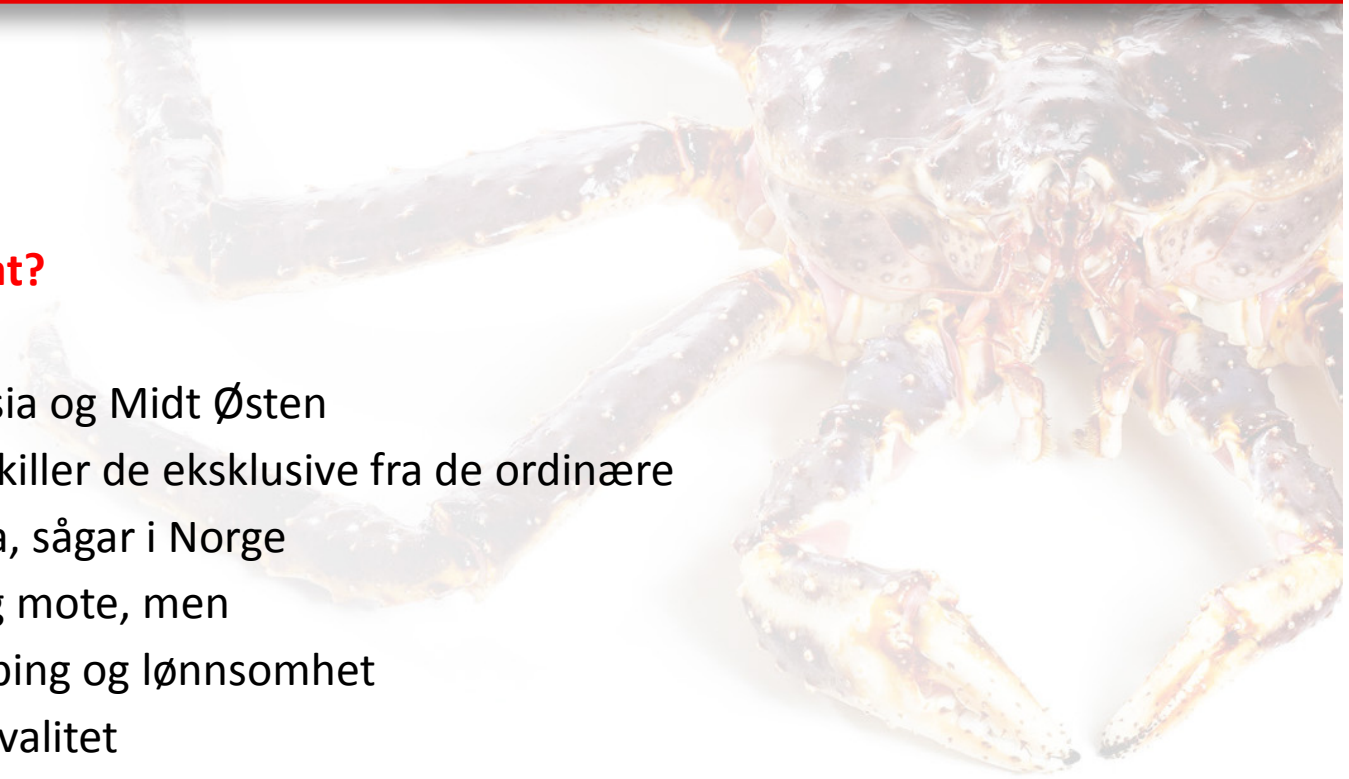 nt?
sia og Midt Østen
killer de eksklusive fra de ordinære
a, sågar i Norge
g mote, men
ping og lønnsomhet
valitet